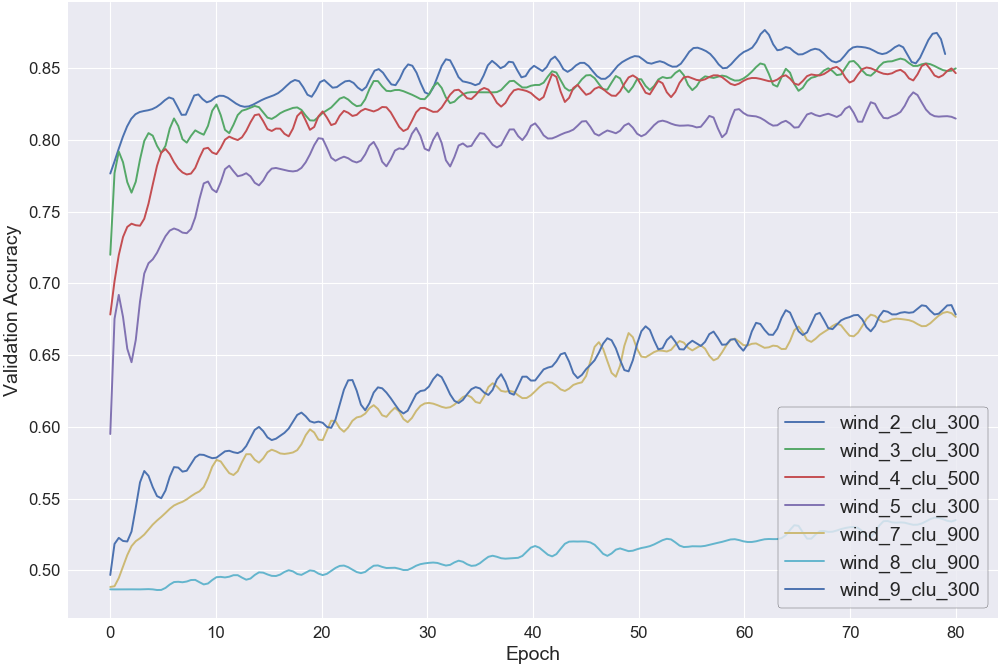 0.85
0.80
0.75
0.70
0.65
0.60
0.55
0.50
Validation Accuracy
0 10 20 30 40 50 60 70 80
Epoch
wind_2_clu_300
wind_3_clu_300
wind_4_clu_500
wind_5_clu_300
wind_7_clu_900
wind_8_clu_900
wind_9_clu_300